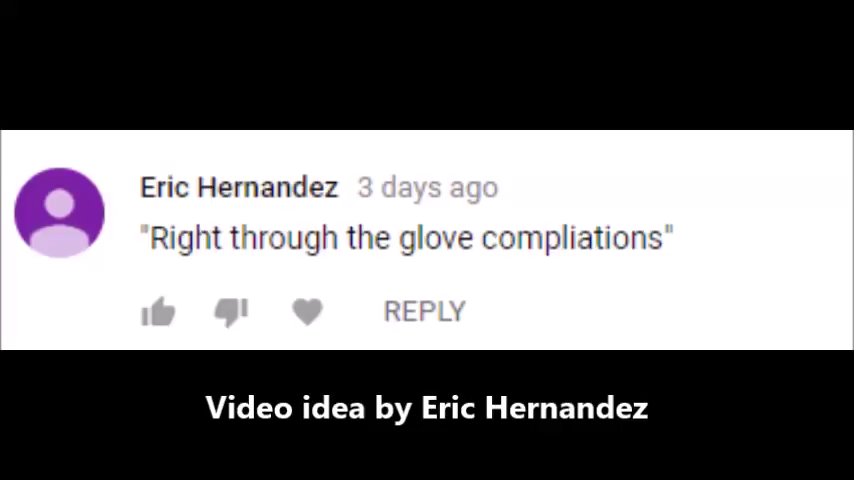 Eric Hernandez 3 days ago
"Right through the glove compliations"
REPLY
Video idea by Eric Hernandez